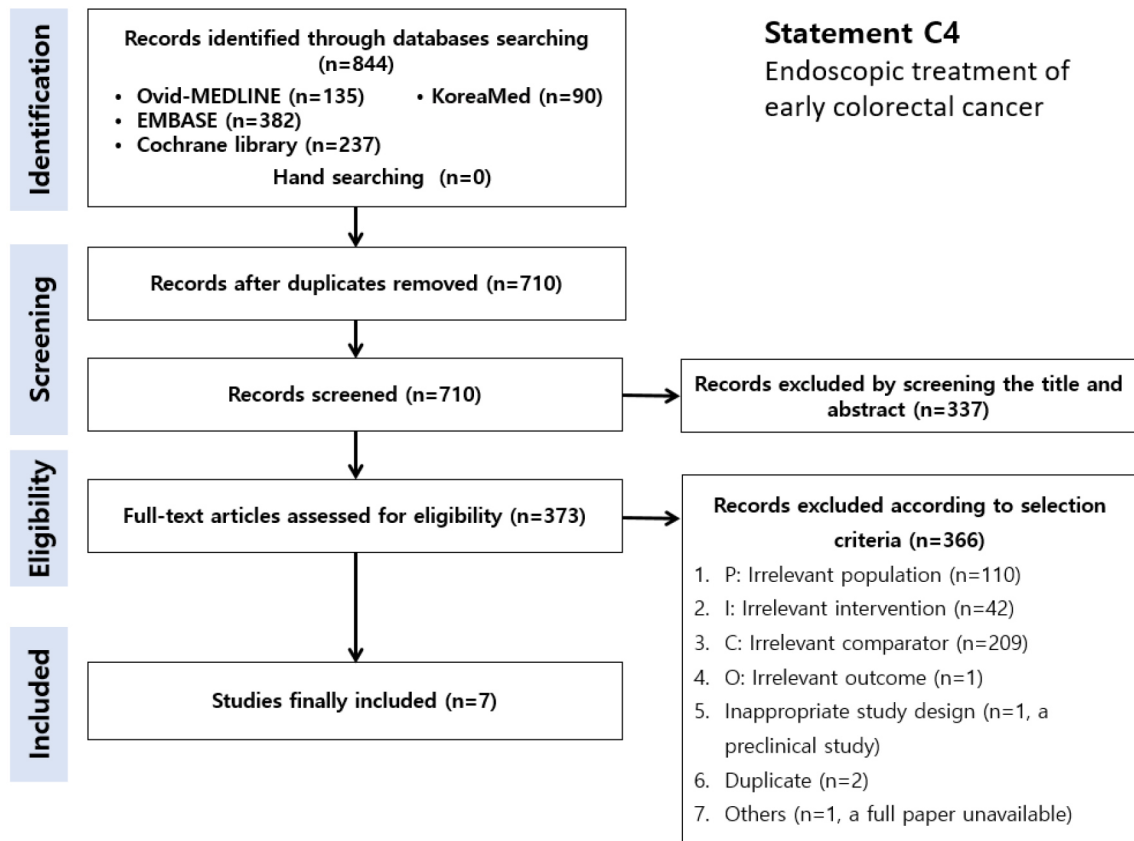 Statement C4
Endoscopic treatment of
early colorectal cancer
Identification
Records identified through databases searching
(n=844)
• Ovid-MEDLINE (n=135)
• EMBASE (n=382)
• Cochrane library (n=237)
• KoreaMed (n=90)
Hand searching (n=0)
Screening
Records after duplicates removed (n=710)
Records screened (n=710)
Records excluded by screening the title and
abstract (n=337)
Eligibility
Full-text articles assessed for eligibility (n=373)
Records excluded according to selection
criteria (n=366)
1. P: Irrelevant population (n=110)
2. I: Irrelevant intervention (n=42)
3. C: Irrelevant comparator (n=209)
4. O: Irrelevant outcome (n=1)
5. Inappropriate study design (n=1, a
preclinical study)
6. Duplicate (n=2)
7. Others (n=1, a full paper unavailable)
Included
Studies finally included (n=7)